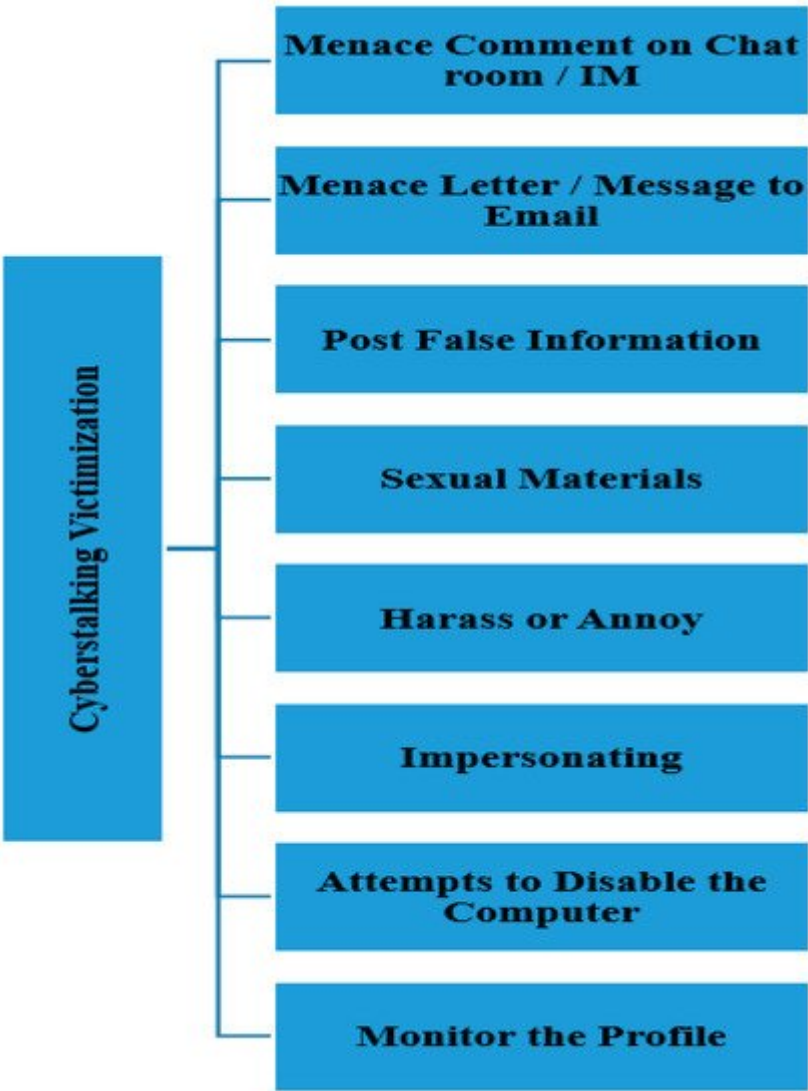 Cyberstalking Victimization
Menace Comment on Chat
room / IM
Menace Letter / Message to
Email
Post False Information
Sexual Materials
Harass or Annoy
Impersonating
Attempts to Disable the
Computer
Monitor the Profile